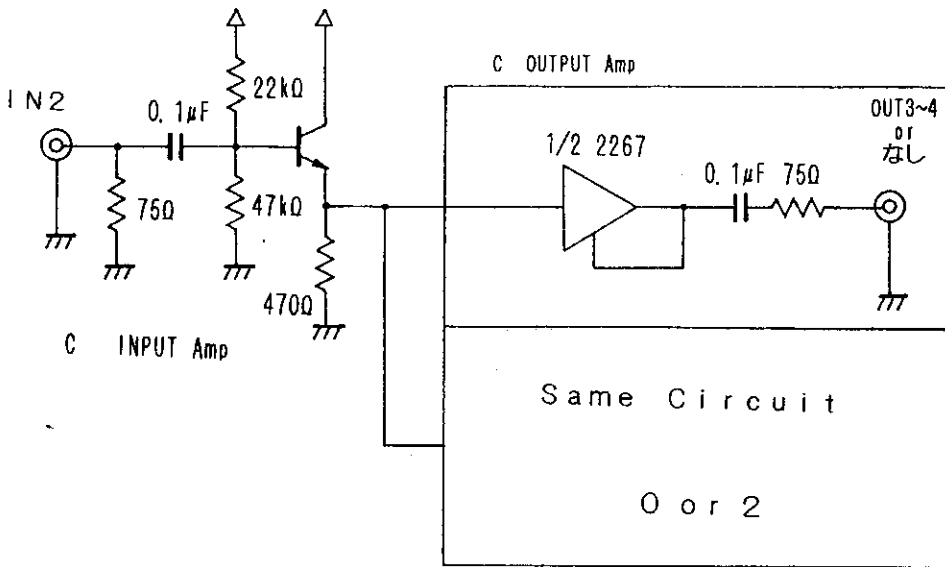 C OUTPUT Amp
IN2
0.1μF
22kΩ
75Ω
47kΩ
470Ω
C INPUT Amp
1/2 2267
0.1μF
75Ω
OUT3~4
or
なし
Same Circuit
0 or 2